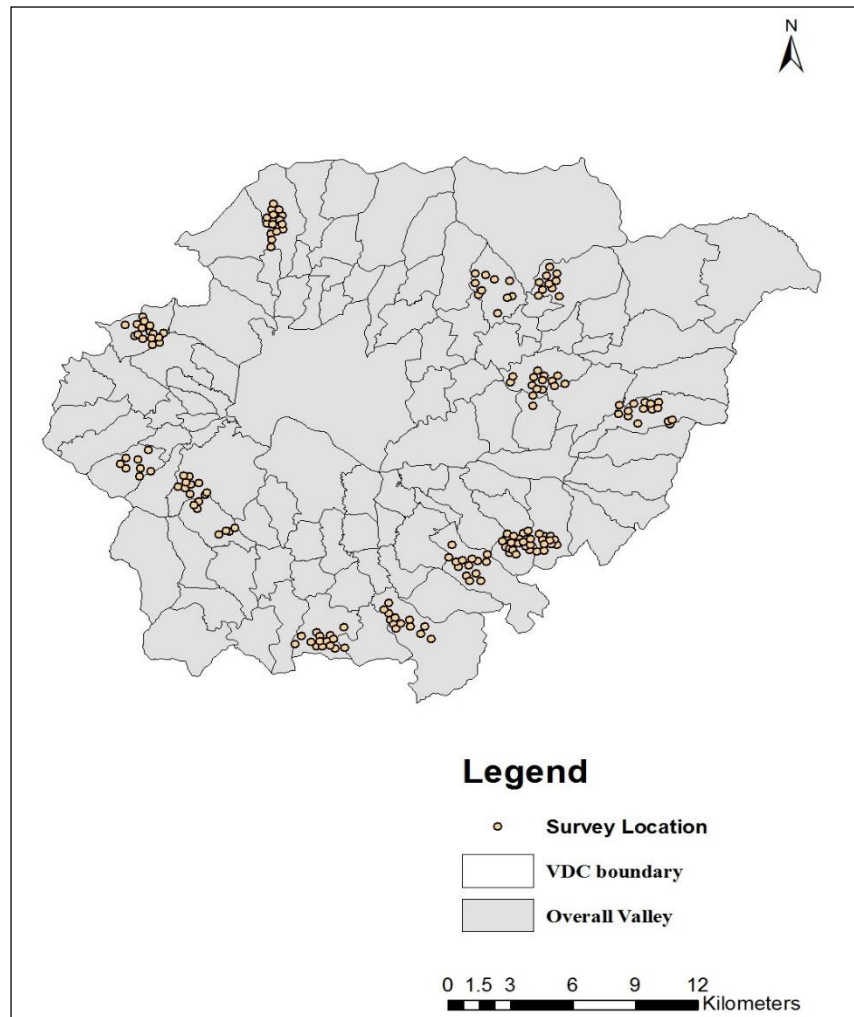 N
Legend
Survey Location
VDC boundary
Overall Valley
0 1.5 3 6 9 12
Kilometers